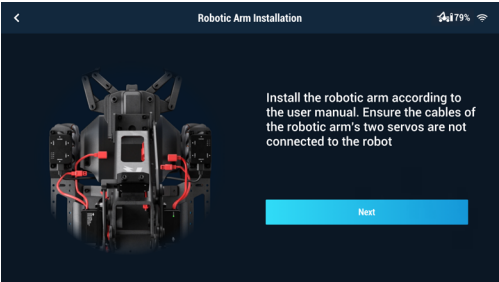 Robotic Arm Installation
79%
Install the robotic arm according to
the user manual. Ensure the cables of
the robotic arm's two servos are not
connected to the robot
Next